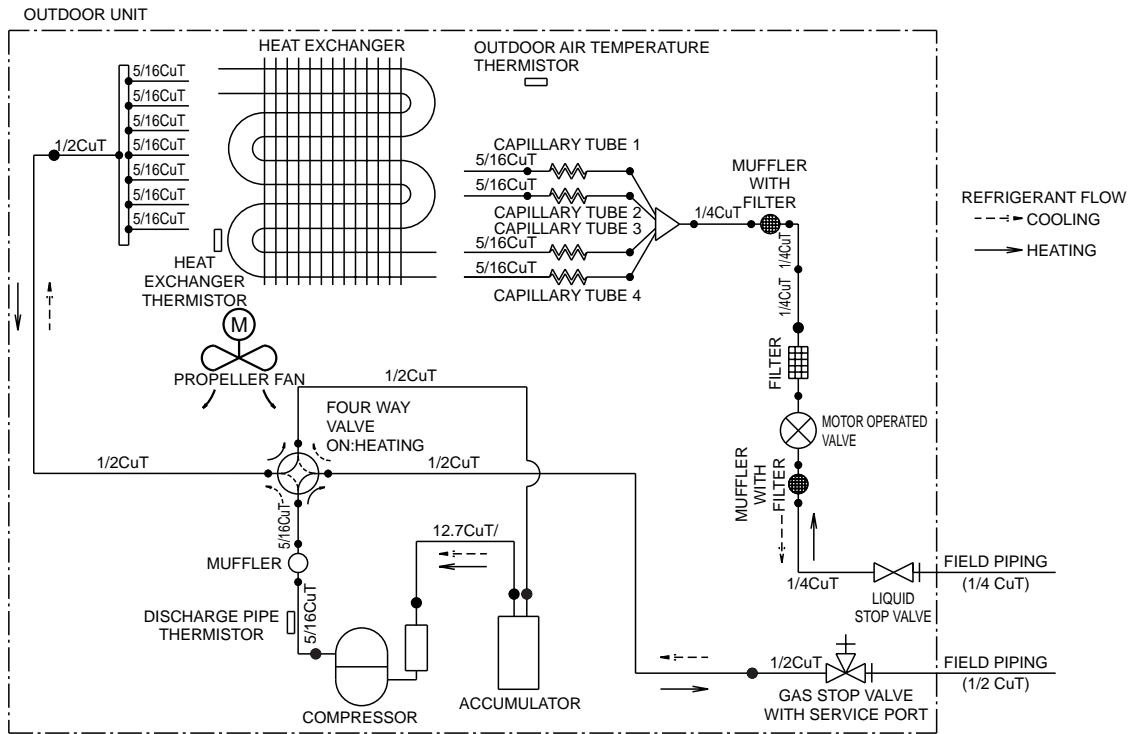 OUTDOOR UNIT
HEAT EXCHANGER
OUTDOOR AIR TEMPERATURE
THERMISTOR
5/16CuT
5/16CuT
5/16CuT
5/16CuT
5/16CuT
5/16CuT
5/16CuT
1/2CuT
CAPILLARY TUBE 1
5/16CuT
5/16CuT
CAPILLARY TUBE 2
CAPILLARY TUBE 3
5/16CuT
5/16CuT
CAPILLARY TUBE 4
1/4CuT
MUFFLER
WITH
FILTER
1/4CuT
1/4CuT
REFRIGERANT FLOW
COOLING
HEATING
HEAT
EXCHANGER
THERMISTOR
M
PROPELLER FAN
FILTER
MOTOR OPERATED
VALVE
MUFFLER
WITH
FILTER
1/2CuT
FOUR WAY
VALVE
ON:HEATING
1/2CuT
1/2CuT
5/16CuT
MUFFLER
12.7CuT/
DISCHARGE PIPE
THERMISTOR
5/16CuT
COMPRESSOR
ACCUMULATOR
1/4CuT
LIQUID
STOP VALVE
FIELD PIPING
(1/4 CuT)
1/2CuT
GAS STOP VALVE
WITH SERVICE PORT
FIELD PIPING
(1/2 CuT)